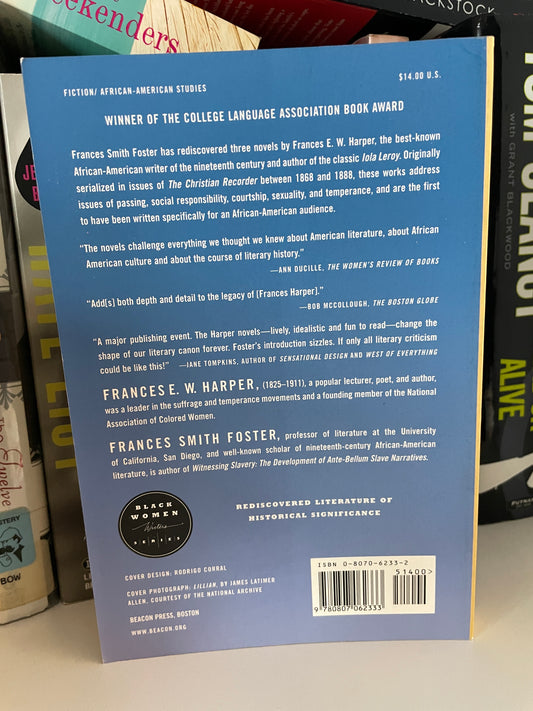 ekenders
CKSTOCK
FICTION/ AFRICAN-AMERICAN STUDIES
$14.00 U.S.
WINNER OF THE COLLEGE LANGUAGE ASSOCIATION BOOK AWARD
Frances Smith Foster has rediscovered three novels by Frances E. W. Harper, the best-known
African-American writer of the nineteenth century and author of the classic Iola Leroy. Originally
serialized in issues of The Christian Recorder between 1868 and 1888, these works address
issues of passing, social responsibility, courtship, sexuality, and temperance, and are the first
to have been written specifically for an African-American audience.
“The novels challenge everything we thought we knew about American literature, about African
American culture and about the course of literary history.”
—ANN DUCILLE, THE WOMEN'S REVIEW OF BOOKS
“Add[s] both depth and detail to the legacy of [Frances Harper].”
—BOB MCCOLLOUGH, THE BOSTON GLOBE
“A major publishing event. The Harper novels—lively, idealistic and fun to read—change the
shape of our literary canon forever. Foster's introduction sizzles. If only all literary criticism
could be like this!” —JANE TOMPKINS, AUTHOR OF SENSATIONAL DESIGN AND WEST OF EVERYTHING
FRANCES E. W. HARPER, (1825–1911), a popular lecturer, poet, and author,
was a leader in the suffrage and temperance movements and a founding member of the National
Association of Colored Women.
FRANCES SMITH FOSTER, professor of literature at the University
of California, San Diego, and well-known scholar of nineteenth-century African-American
literature, is author of Witnessing Slavery: The Development of Ante-Bellum Slave Narratives.
BLACK
WOMEN
Writers
SERIES
REDISCOVERED LITERATURE OF
HISTORICAL SIGNIFICANCE
COVER DESIGN: RODRIGO CORRAL
COVER PHOTOGRAPH: LILLIAN, BY JAMES LATIMER
ALLEN, COURTESY OF THE NATIONAL ARCHIVE
BEACON PRESS, BOSTON
WWW.BEACON.ORG
ISBN 0-8070-6233-2
51400>
9 780807 062333
with GRANT BLACKWOOD
ALIVE
PUTNAM
The Twelve
MYSTERY
BOW